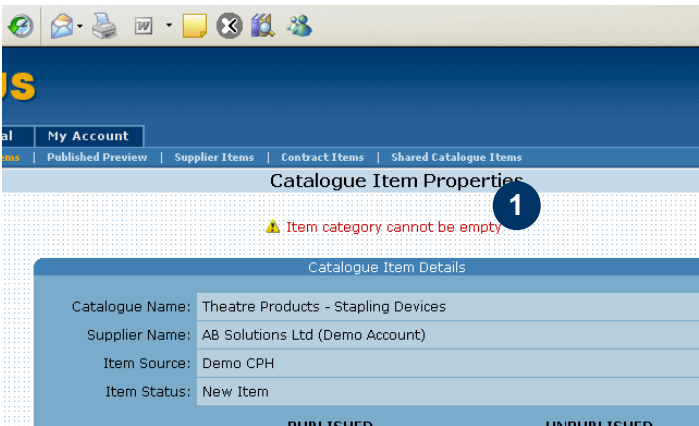 us
al My Account
ems | Published Preview | Supplier Items | Contract Items | Shared Catalogue Items
Catalogue Item Properties
1
Item category cannot be empty
Catalogue Item Details
Catalogue Name: Theatre Products - Stapling Devices
Supplier Name: AB Solutions Ltd (Demo Account)
Item Source: Demo CPH
Item Status: New Item
PUBLISHED UNPUBLISHED